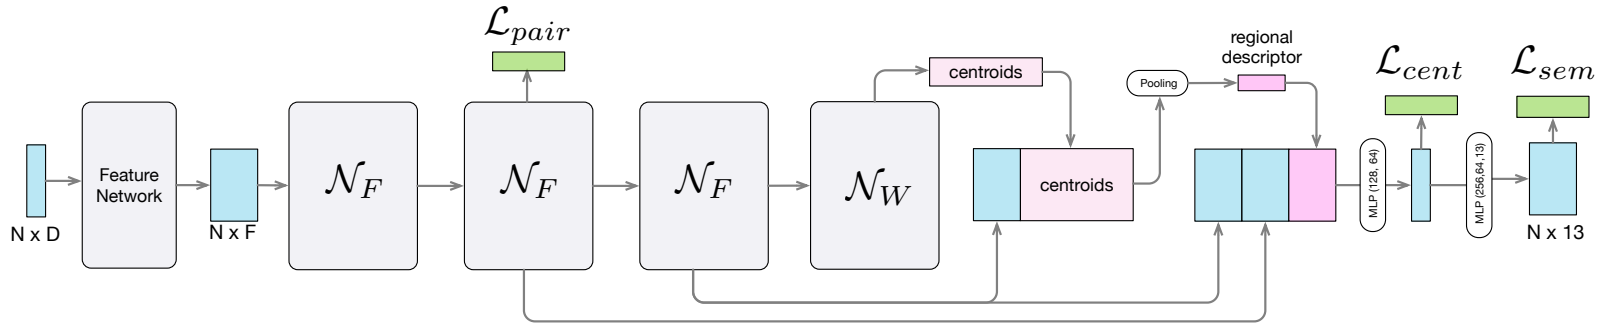 N x D
Feature
Network
N x F
𝒩_F
ℒ_pair
𝒩_F
𝒩_F
𝒩_W
centroids
centroids
Pooling
regional
descriptor
MLP (128, 64)
ℒ_cent
MLP (256,64,13)
ℒ_sem
N x 13